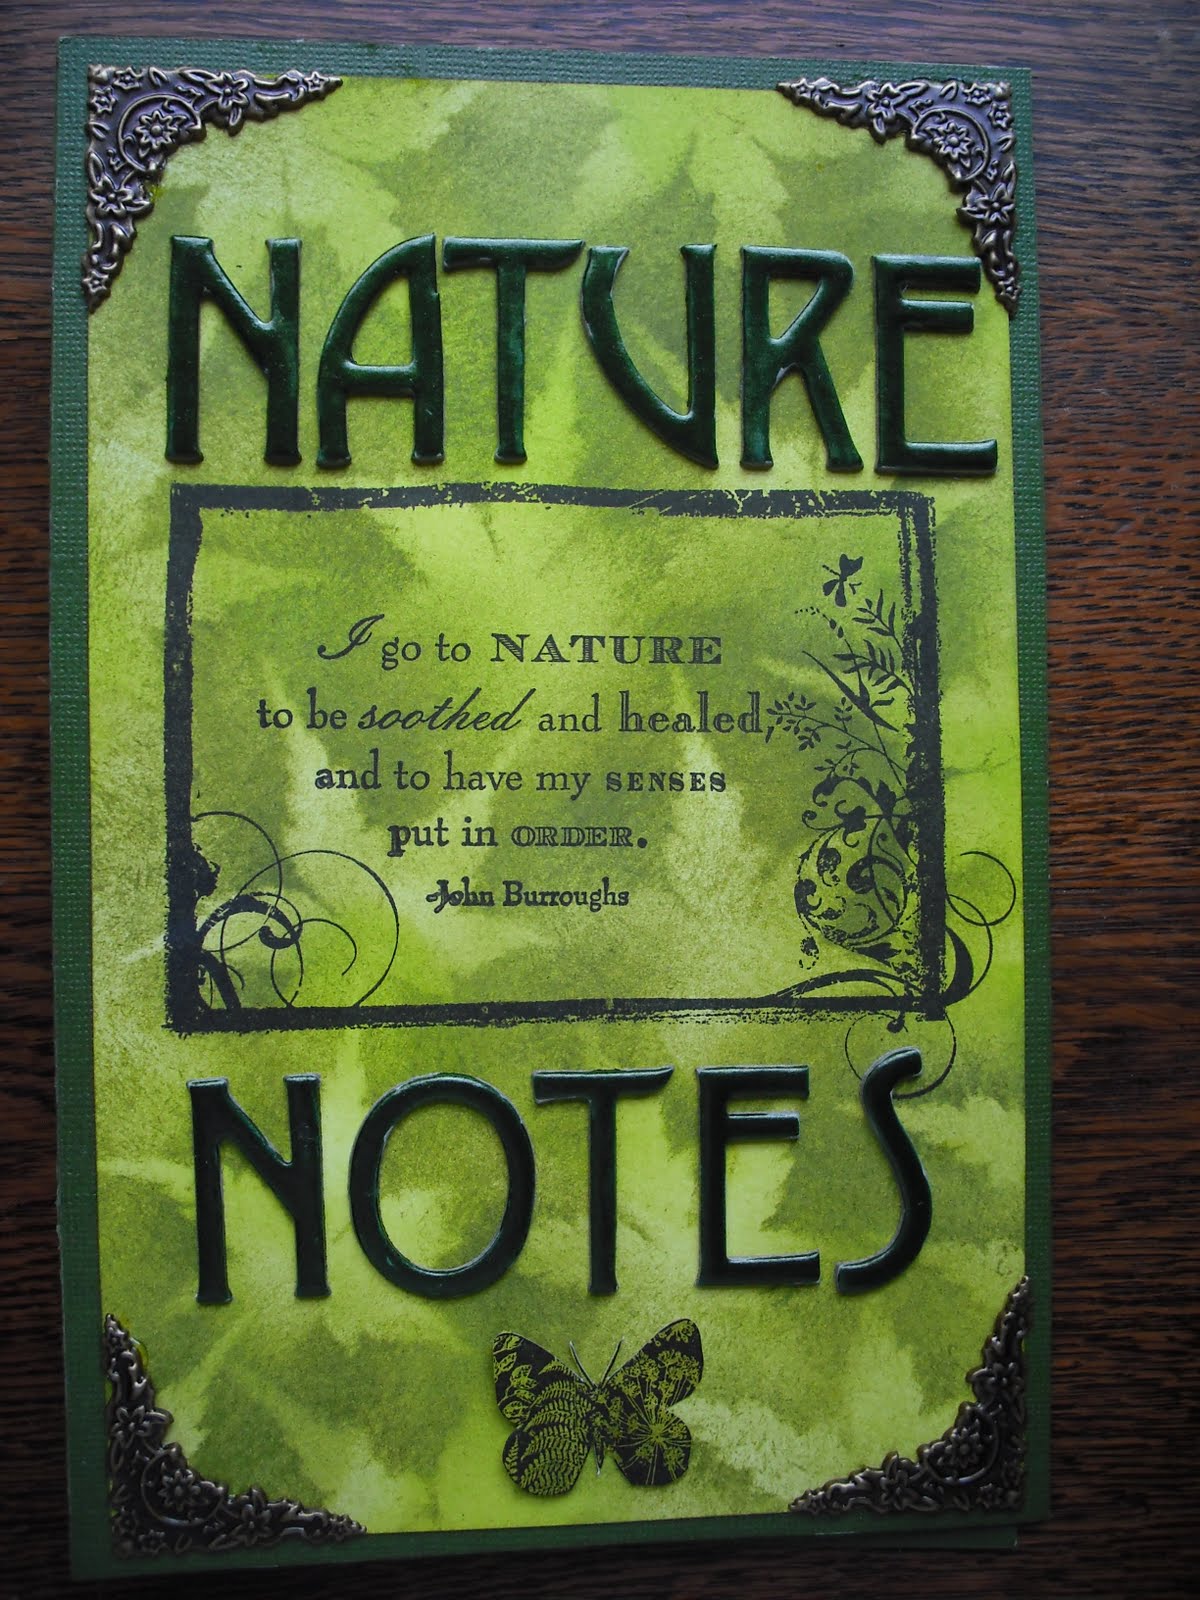 NATURE
I go to NATURE
to be soothed and healed,
and to have my SENSES
put in ORDER.
-John Burroughs
NOTES